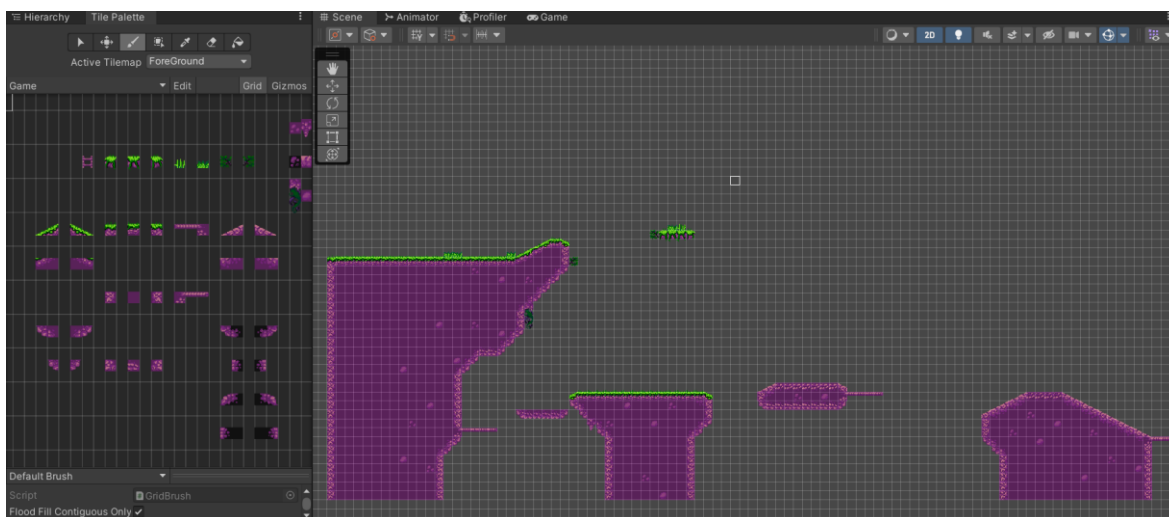 Hierarchy Tile Palette
Active Tilemap ForeGround
Game Edit Grid Gizmos
Default Brush
Script GridBrush
Flood Fill Contiguous Only
Scene Animator Profiler Game
2D